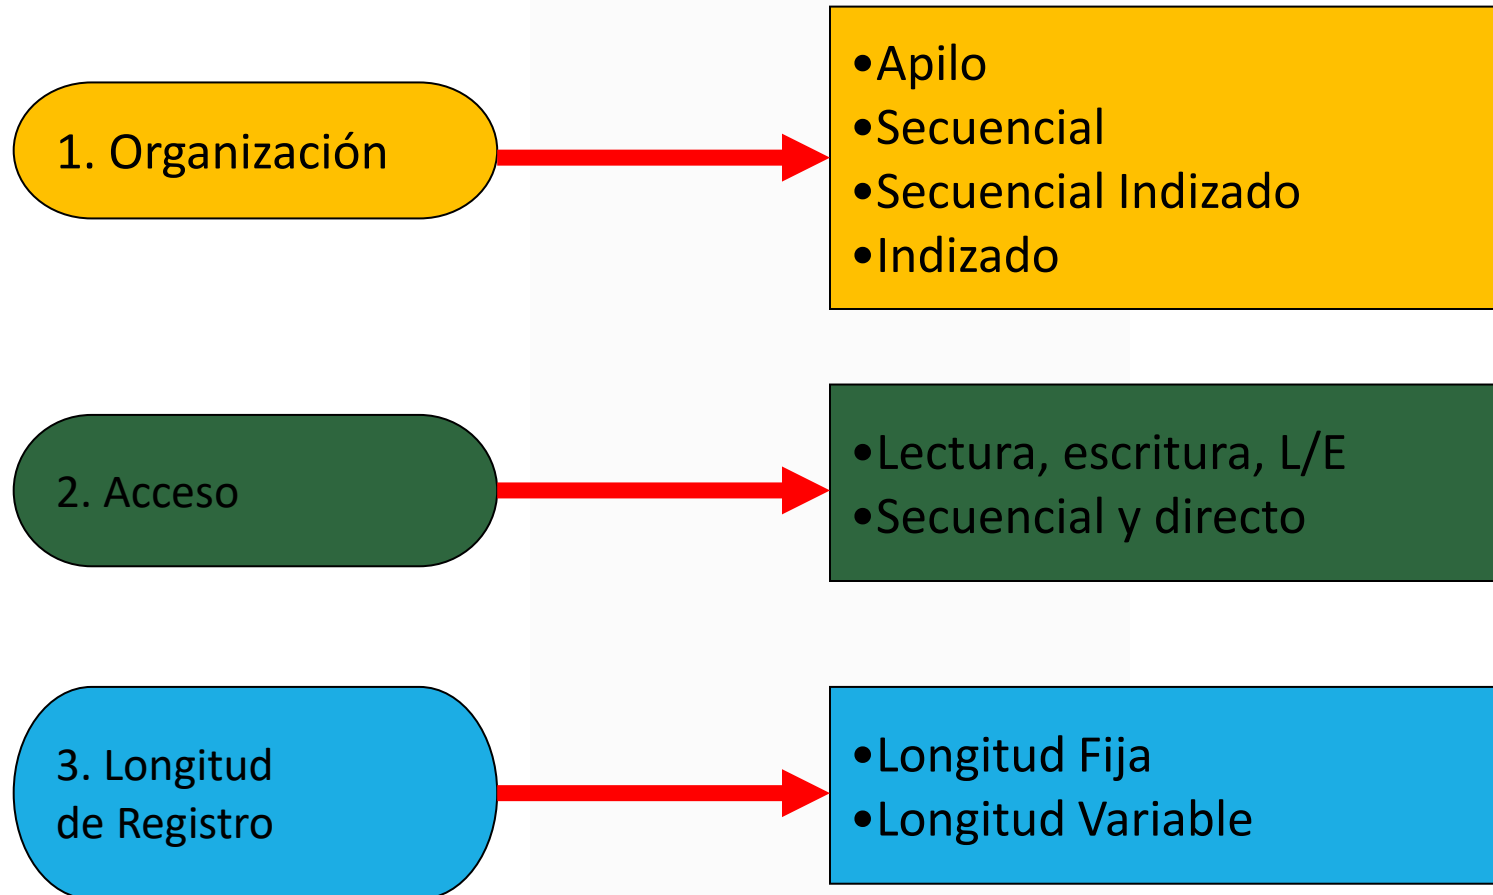 1. Organización
•Apilo
•Secuencial
•Secuencial Indizado
•Indizado
2. Acceso
•Lectura, escritura, L/E
•Secuencial y directo
3. Longitud
de Registro
•Longitud Fija
•Longitud Variable